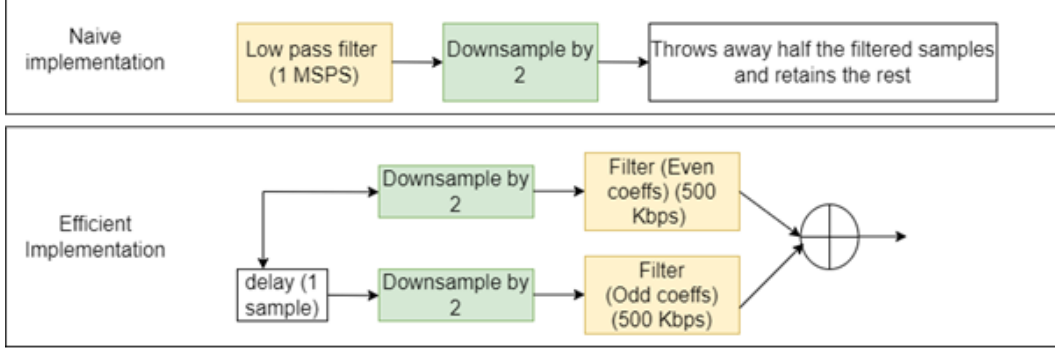 Naive
implementation
Low pass filter
(1 MSPS)
Downsample by
2
Throws away half the filtered samples
and retains the rest
Efficient
Implementation
Downsample by
2
Filter (Even
coeffs) (500
Kbps)
delay (1
sample)
Downsample by
2
Filter
(Odd coeffs)
(500 Kbps)